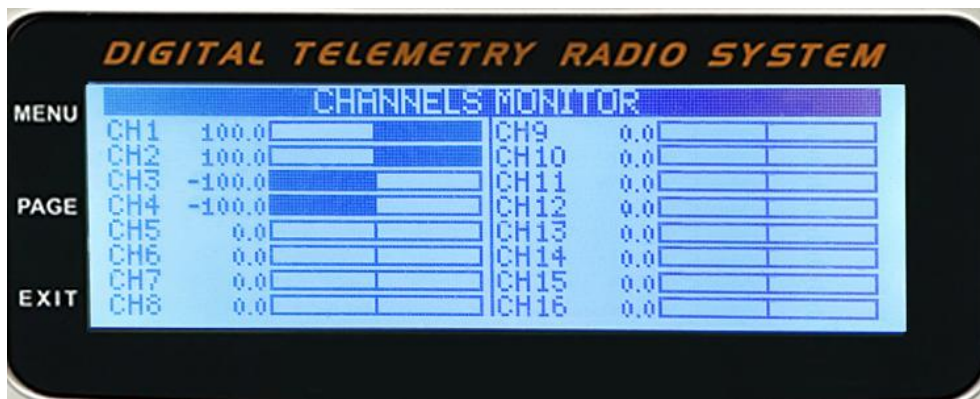 DIGITAL TELEMETRY RADIO SYSTEM
MENU
PAGE
EXIT
CHANNELS MONITOR
CH1 100.0
CH2 100.0
CH3 -100.0
CH4 -100.0
CH5 0.0
CH6 0.0
CH7 0.0
CH8 0.0
CH9 0.0
CH10 0.0
CH11 0.0
CH12 0.0
CH13 0.0
CH14 0.0
CH15 0.0
CH16 0.0